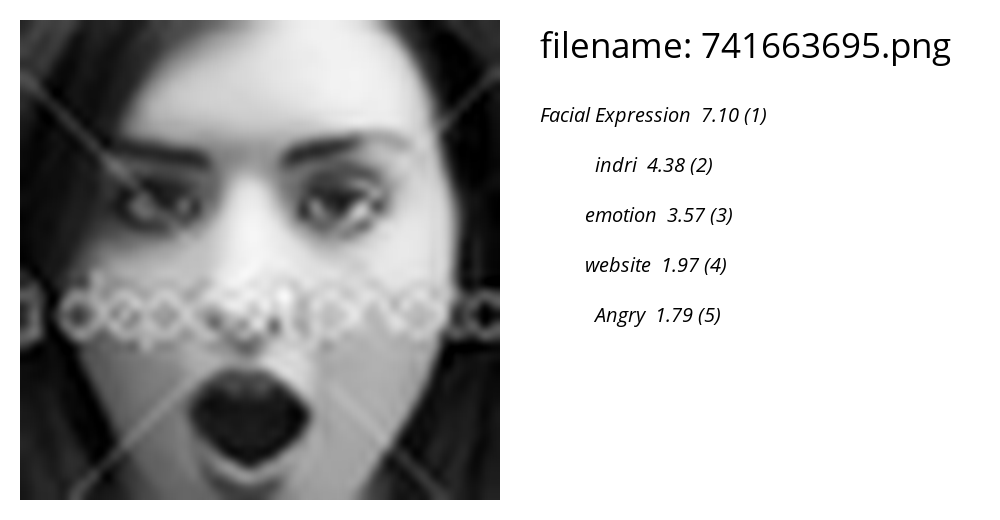 filename: 741663695.png
Facial Expression 7.10 (1)
indri 4.38 (2)
emotion 3.57 (3)
website 1.97 (4)
Angry 1.79 (5)
depositphoto